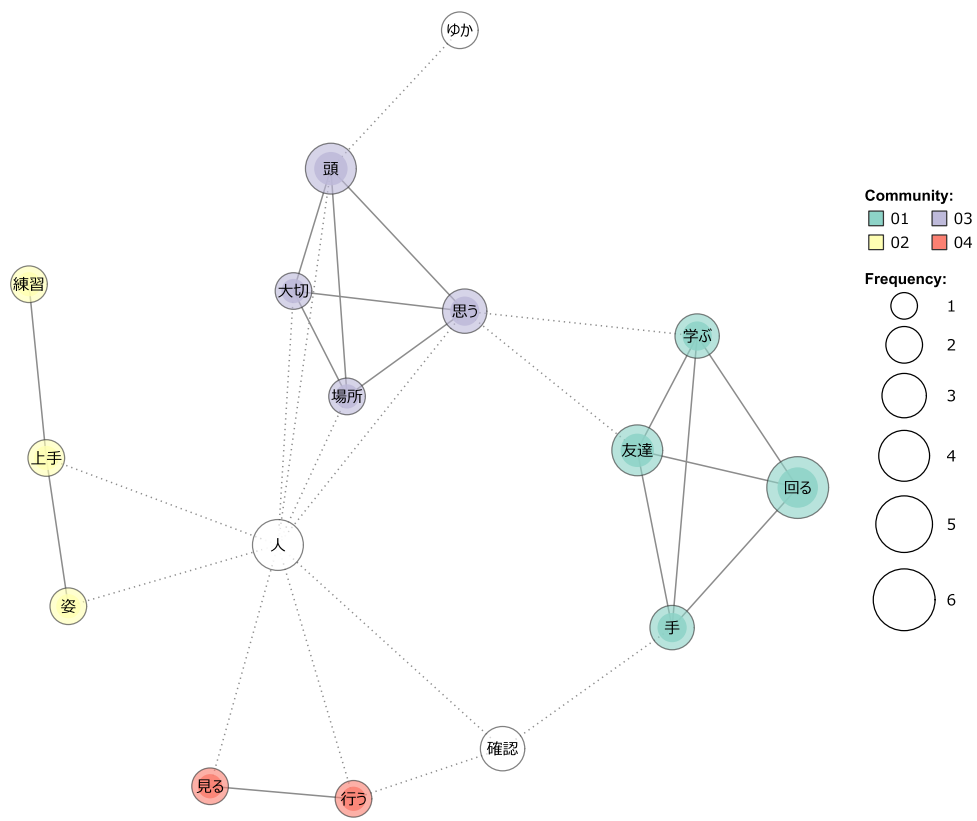 ゆか
頭
練習
大切
思う
学ぶ
場所
友達
上手
回る
人
姿
手
確認
見る
行う
Community:
01 03
02 04
Frequency:
1
2
3
4
5
6